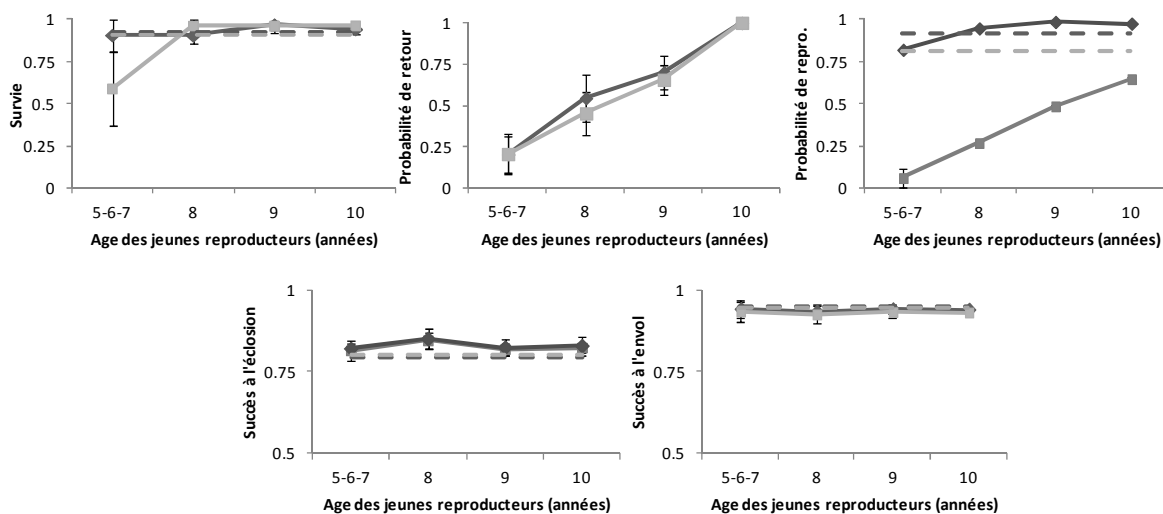 1
0.75
0.5
0.25
0
Survie
5-6-7 8 9 10
Age des jeunes reproducteurs (années)
1
0.75
0.5
0.25
0
Probabilité de retour
5-6-7 8 9 10
Age des jeunes reproducteurs (années)
1
0.75
0.5
0.25
0
Probabilité de repro.
5-6-7 8 9 10
Age des jeunes reproducteurs (années)
1
0.75
0.5
Succès à l'éclosion
5-6-7 8 9 10
Age des jeunes reproducteurs (années)
1
0.75
0.5
Succès à l'envol
5-6-7 8 9 10
Age des jeunes reproducteurs (années)